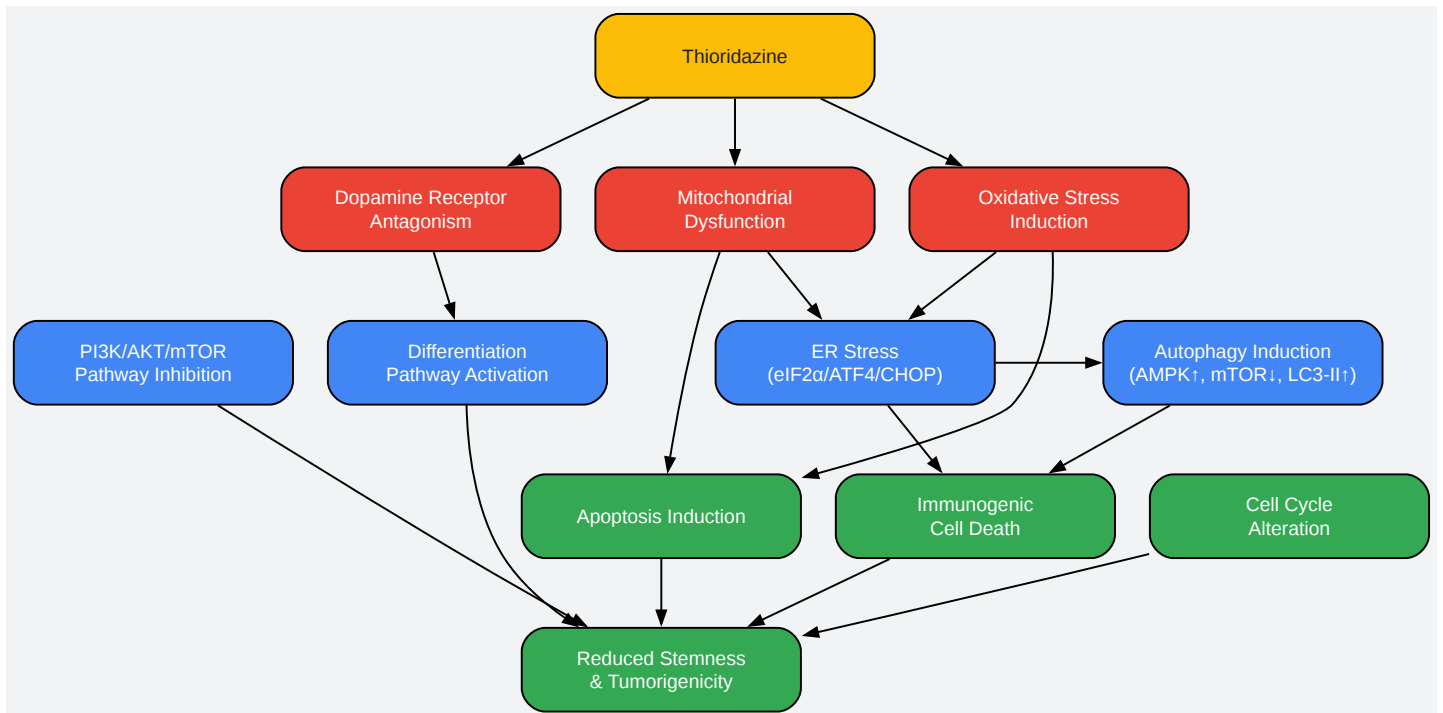 Thioridazine
Dopamine Receptor
Antagonism
Mitochondrial
Dysfunction
Oxidative Stress
Induction
PI3K/AKT/mTOR
Pathway Inhibition
Differentiation
Pathway Activation
ER Stress
(eIF2α/ATF4/CHOP)
Autophagy Induction
(AMPK↑, mTOR↓, LC3-II↑)
Apoptosis Induction
Immunogenic
Cell Death
Cell Cycle
Alteration
Reduced Stemness
& Tumorigenicity